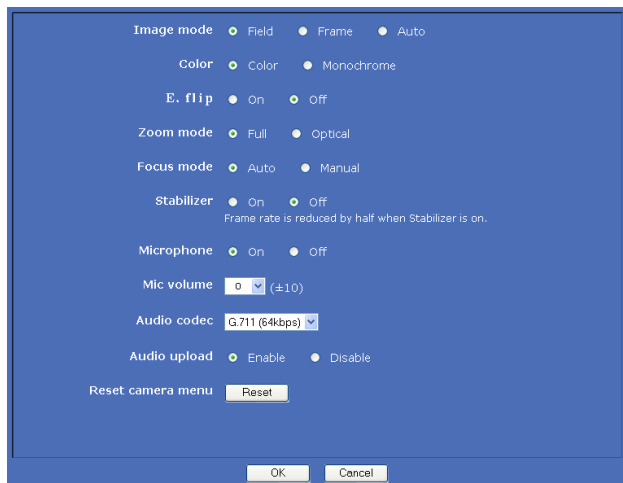 Image mode Field Frame Auto
Color Color Monochrome
E. flip On Off
Zoom mode Full Optical
Focus mode Auto Manual
Stabilizer On Off
Frame rate is reduced by half when Stabilizer is on.
Microphone On Off
Mic volume 0 (±10)
Audio codec G.711 (64kbps)
Audio upload Enable Disable
Reset camera menu Reset
OK Cancel